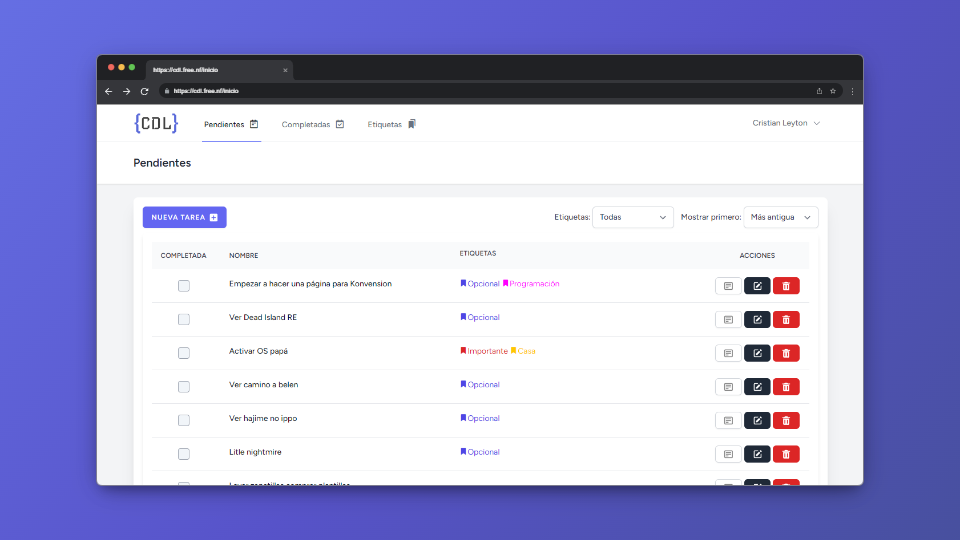 https://cdl.free.nf/inicio
https://cdl.free.nf/inicio
{CDL} Pendientes Completadas Etiquetas Cristian Leyton
Pendientes
NUEVA TAREA Etiquetas: Todas Mostrar primero: Más antigua
COMPLETADA NOMBRE ETIQUETAS ACCIONES
Empezar a hacer una página para Konvension Opcional Programación
Ver Dead Island RE Opcional
Activar OS papá Importante Casa
Ver camino a belen Opcional
Ver hajime no ippo Opcional
Litle nightmire Opcional